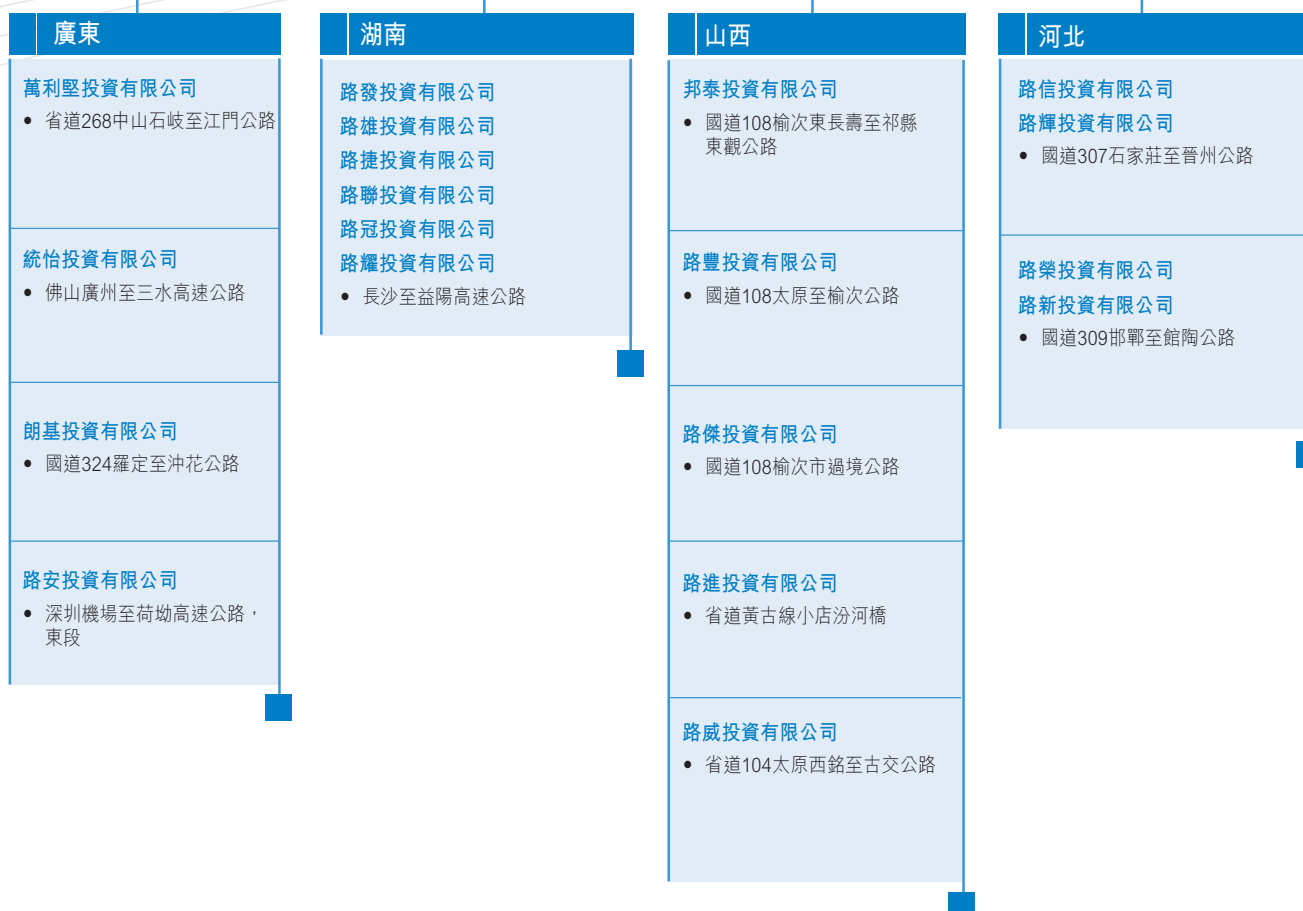 廣東
萬利堅投資有限公司
• 省道268中山石岐至江門公路
統怡投資有限公司
• 佛山廣州至三水高速公路
朗基投資有限公司
• 國道324羅定至沖花公路
路安投資有限公司
• 深圳機場至荷坳高速公路，
東段
湖南
路發投資有限公司
路雄投資有限公司
路捷投資有限公司
路聯投資有限公司
路冠投資有限公司
路耀投資有限公司
• 長沙至益陽高速公路
山西
邦泰投資有限公司
• 國道108榆次東長壽至祁縣
東觀公路
路豐投資有限公司
• 國道108太原至榆次公路
路傑投資有限公司
• 國道108榆次市過境公路
路進投資有限公司
• 省道黃古線小店汾河橋
路威投資有限公司
• 省道104太原西銘至古交公路
河北
路信投資有限公司
路輝投資有限公司
• 國道307石家莊至晉州公路
路榮投資有限公司
路新投資有限公司
• 國道309邯鄲至館陶公路